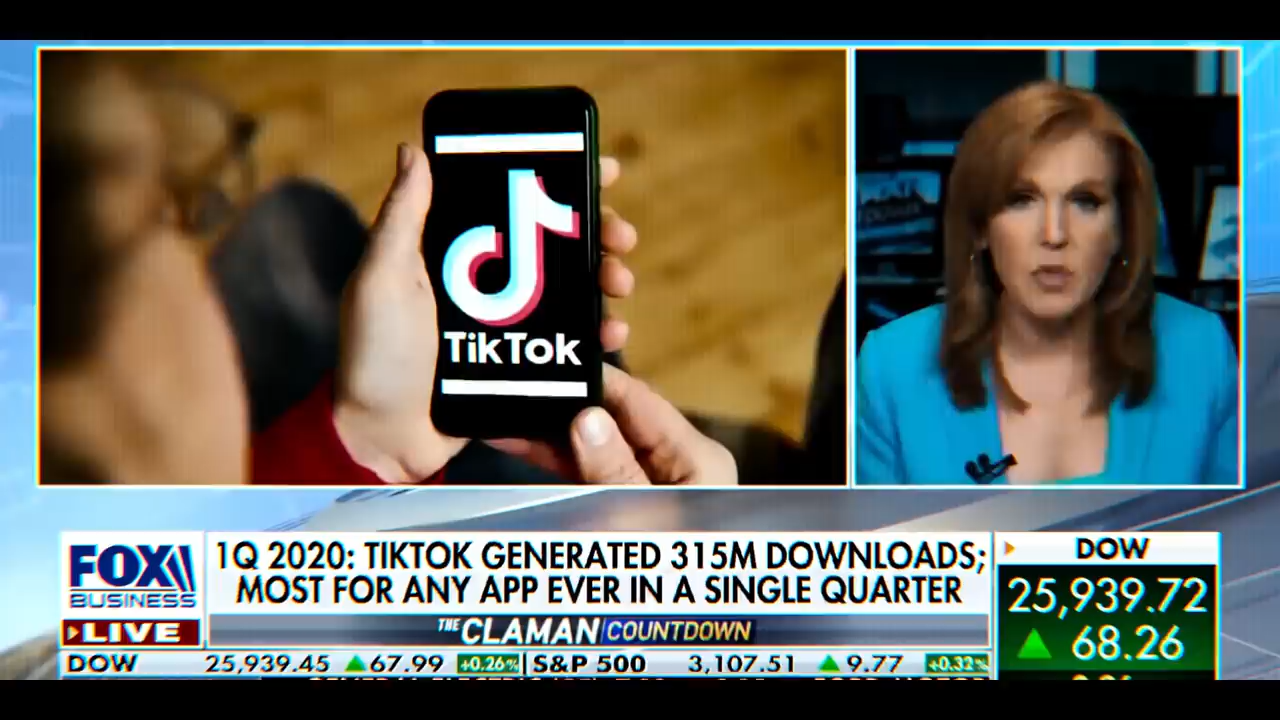 TikTok
FOX
BUSINESS
LIVE
1Q 2020: TIKTOK GENERATED 315M DOWNLOADS;
MOST FOR ANY APP EVER IN A SINGLE QUARTER
THE CLAMAN COUNTDOWN
DOW
25,939.72
68.26
DOW 25,939.45 67.99 +0.26% S&P 500 3,107.51 9.77 +0.32%